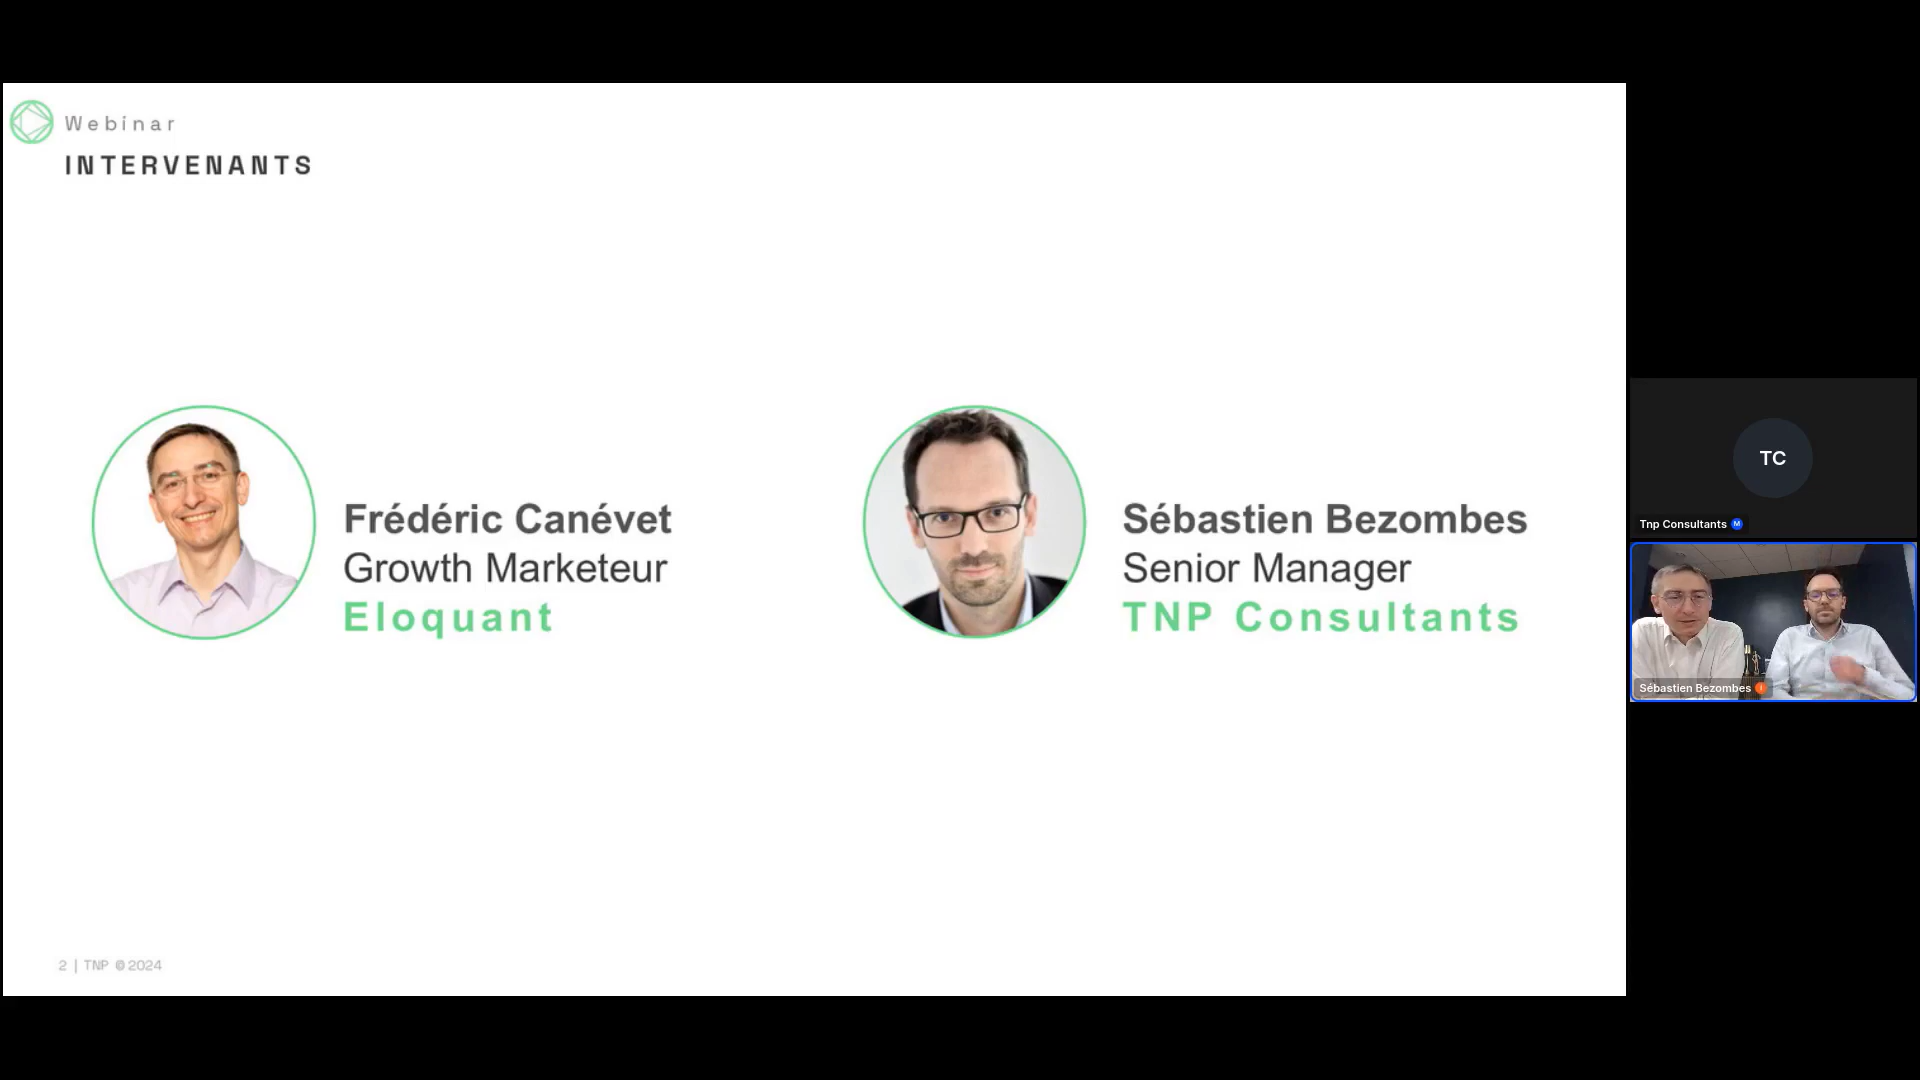 Webinar
INTERVENANTS
Frédéric Canévet
Growth Marketeur
Eloquant
Sébastien Bezombes
Senior Manager
TNP Consultants
2 | TNP © 2024
TC
Tnp Consultants M
Sébastien Bezombes